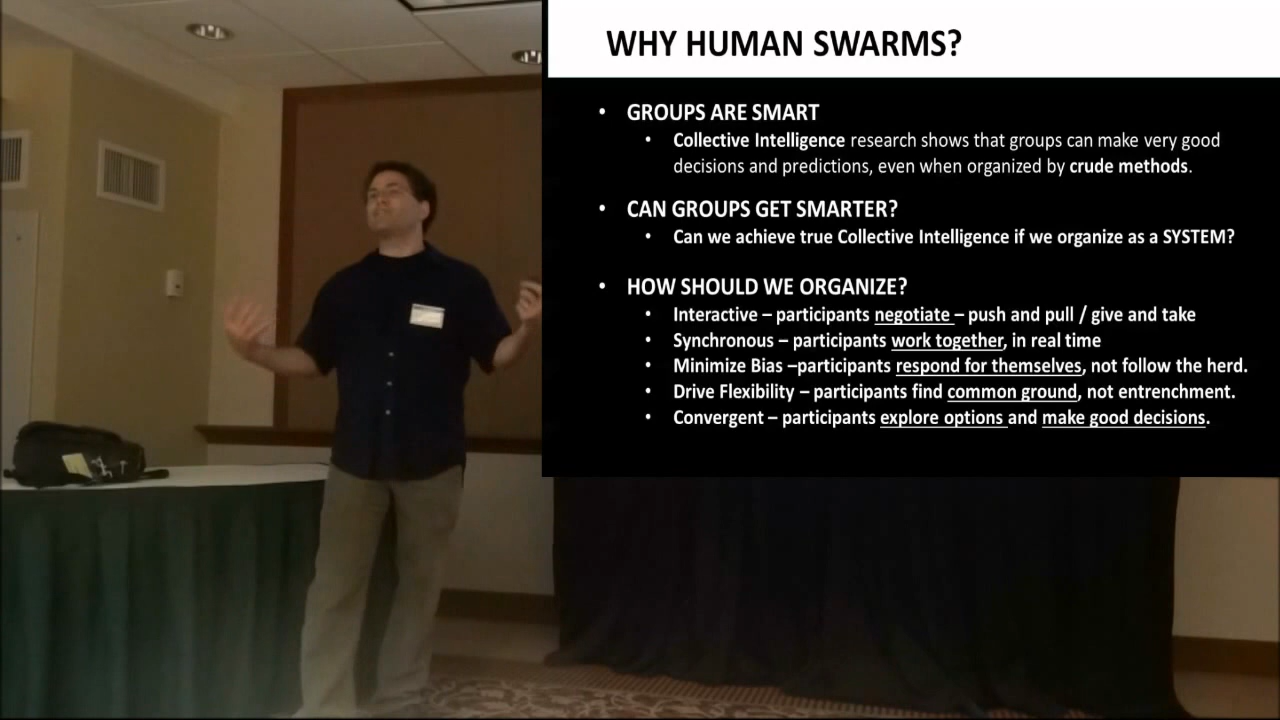 WHY HUMAN SWARMS?
• GROUPS ARE SMART
• Collective Intelligence research shows that groups can make very good
decisions and predictions, even when organized by crude methods.
• CAN GROUPS GET SMARTER?
• Can we achieve true Collective Intelligence if we organize as a SYSTEM?
• HOW SHOULD WE ORGANIZE?
• Interactive – participants negotiate – push and pull / give and take
• Synchronous – participants work together, in real time
• Minimize Bias –participants respond for themselves, not follow the herd.
• Drive Flexibility – participants find common ground, not entrenchment.
• Convergent – participants explore options and make good decisions.